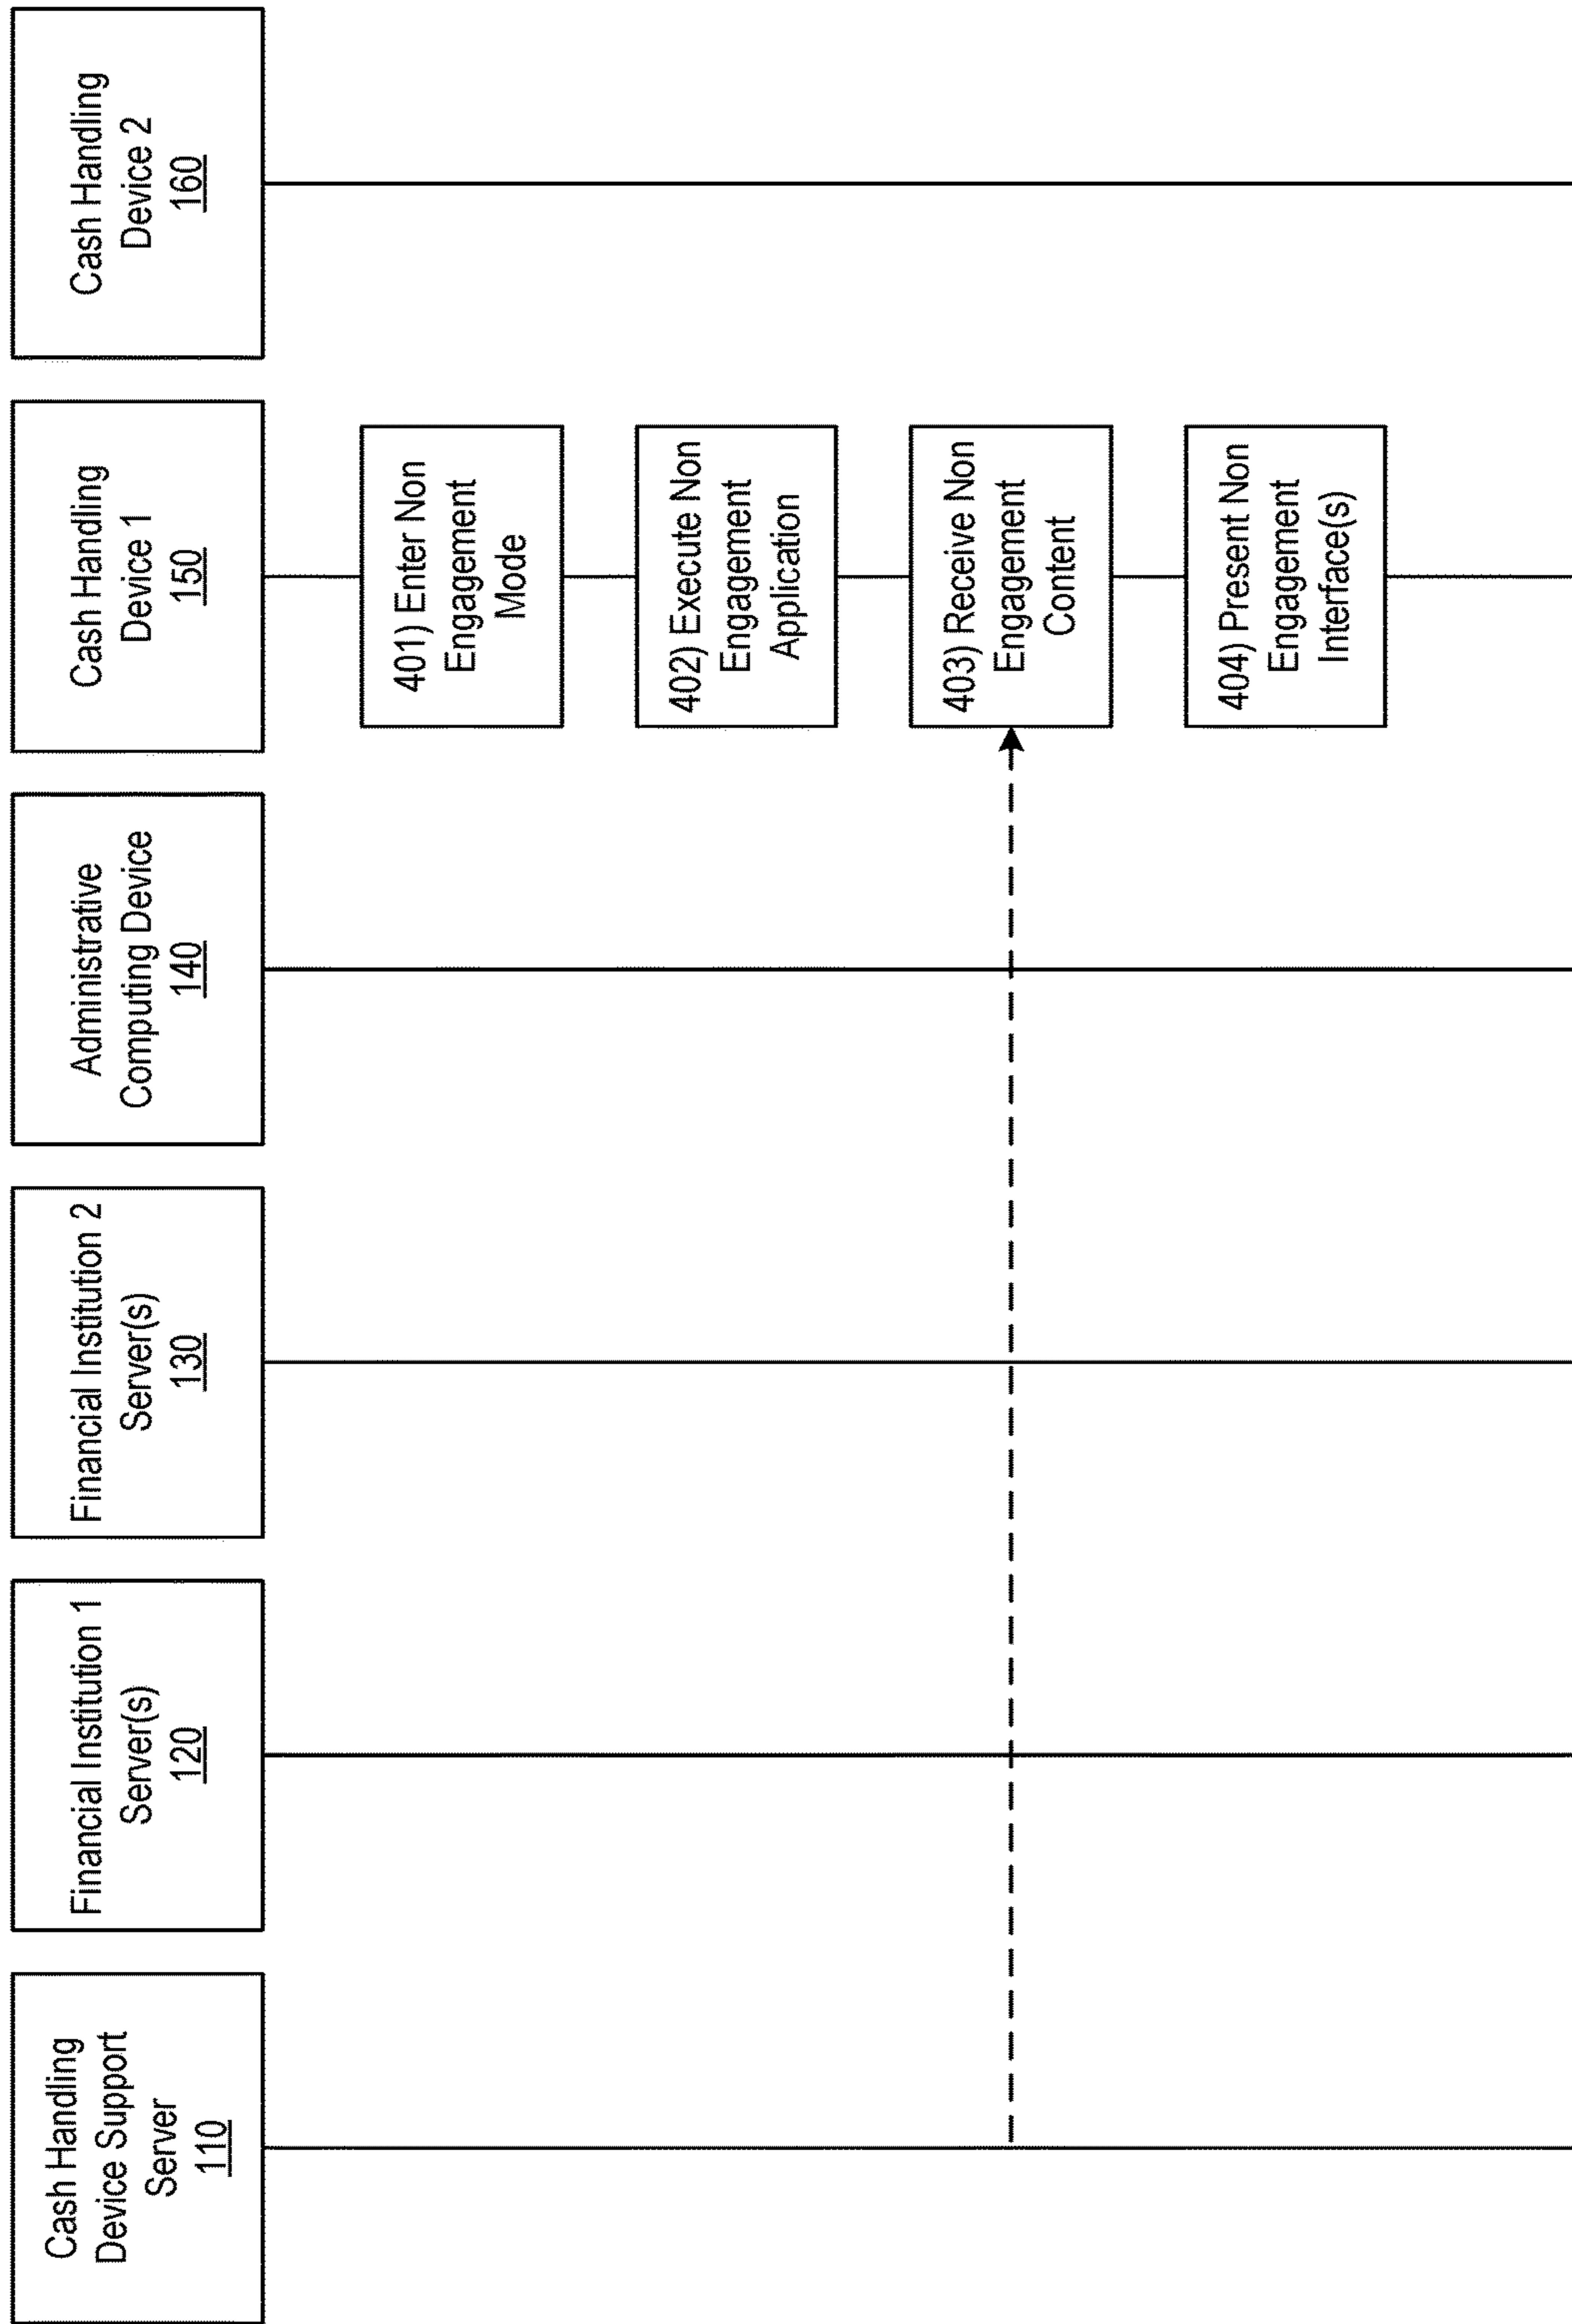 Cash Handling
Device Support
Server
110
Financial Institution 1
Server(s)
120
Financial Institution 2
Server(s)
130
Administrative
Computing Device
140
Cash Handling
Device 1
150
Cash Handling
Device 2
160
401) Enter Non
Engagement
Mode
402) Execute Non
Engagement
Application
403) Receive Non
Engagement
Content
404) Present Non
Engagement
Interface(s)